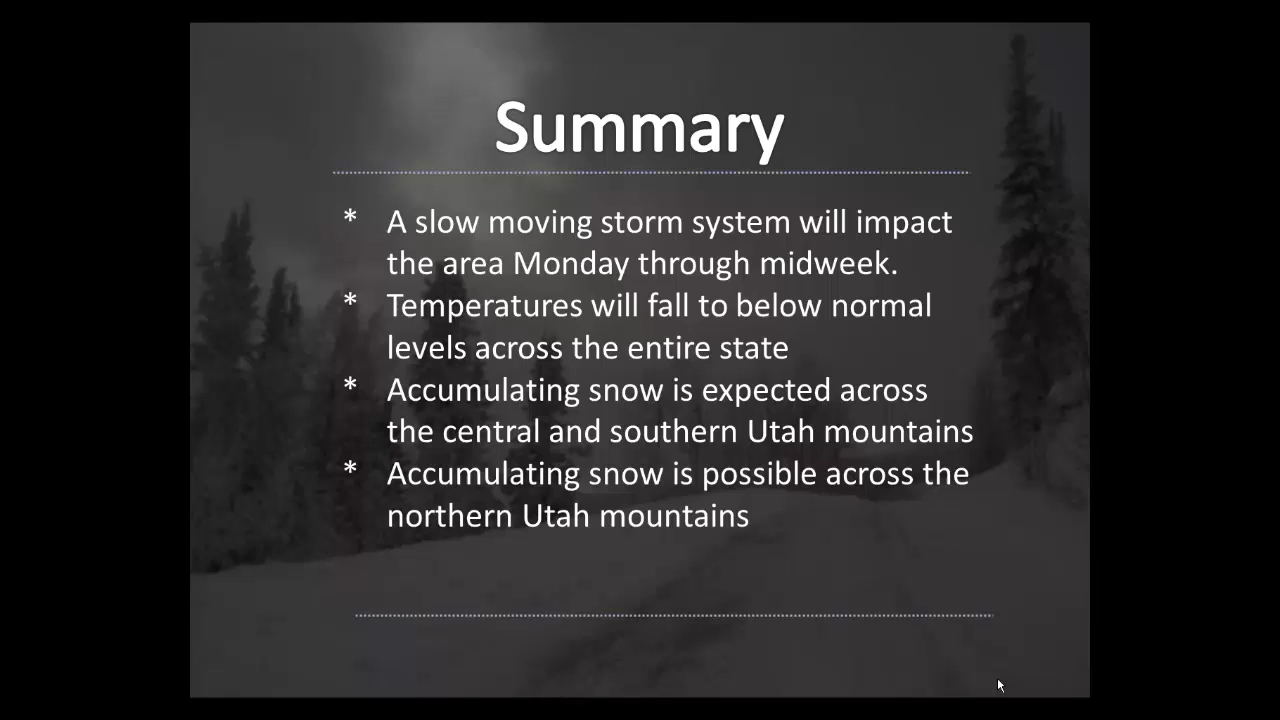 Summary
* A slow moving storm system will impact
the area Monday through midweek.
* Temperatures will fall to below normal
levels across the entire state
* Accumulating snow is expected across
the central and southern Utah mountains
* Accumulating snow is possible across the
northern Utah mountains